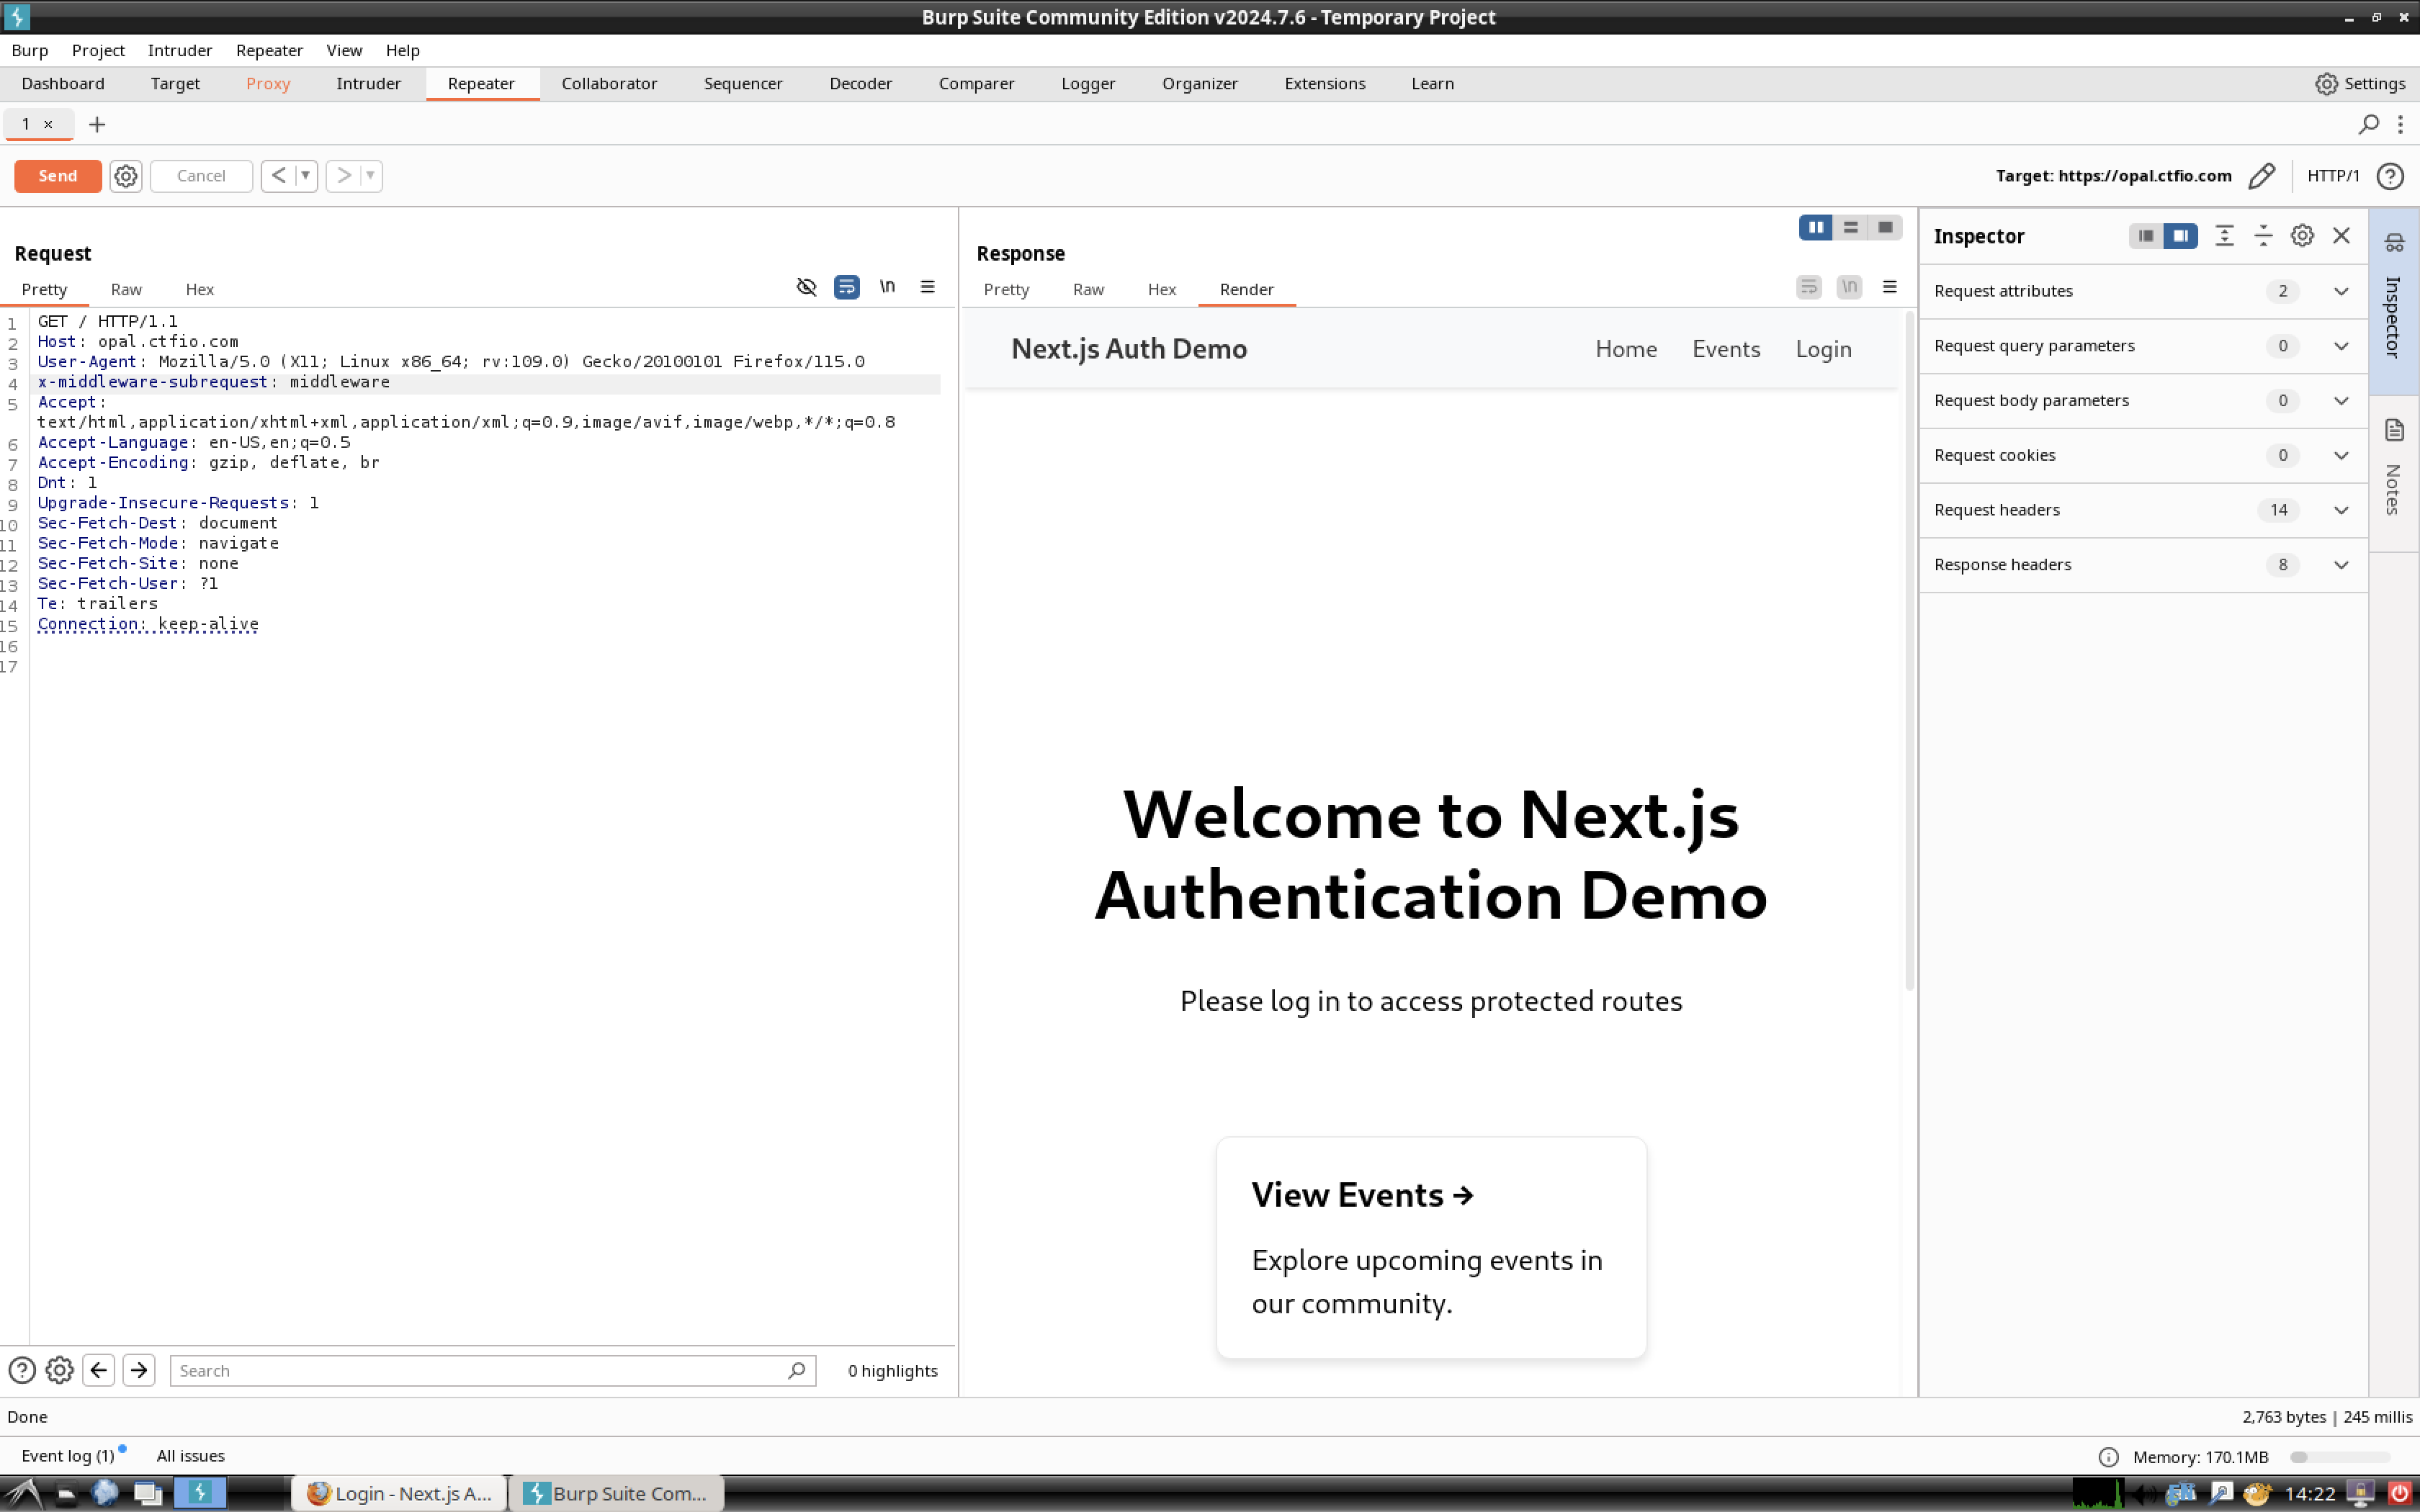 Burp Suite Community Edition v2024.7.6 - Temporary Project
Burp Project Intruder Repeater View Help
Dashboard Target Proxy Intruder Repeater Collaborator Sequencer Decoder Comparer Logger Organizer Extensions Learn Settings
1 × +
Send Cancel < > Target: https://opal.ctfio.com HTTP/1
Request
Pretty Raw Hex \n
1 GET / HTTP/1.1
2 Host: opal.ctfio.com
3 User-Agent: Mozilla/5.0 (X11; Linux x86_64; rv:109.0) Gecko/20100101 Firefox/115.0
4 x-middleware-subrequest: middleware
5 Accept:
text/html,application/xhtml+xml,application/xml;q=0.9,image/avif,image/webp,*/*;q=0.8
6 Accept-Language: en-US,en;q=0.5
7 Accept-Encoding: gzip, deflate, br
8 Dnt: 1
9 Upgrade-Insecure-Requests: 1
10 Sec-Fetch-Dest: document
11 Sec-Fetch-Mode: navigate
12 Sec-Fetch-Site: none
13 Sec-Fetch-User: ?1
14 Te: trailers
15 Connection: keep-alive
16
17
Search 0 highlights
Response
Pretty Raw Hex Render \n
Next.js Auth Demo Home Events Login
Welcome to Next.js
Authentication Demo
Please log in to access protected routes
View Events →
Explore upcoming events in
our community.
Inspector
Request attributes 2
Request query parameters 0
Request body parameters 0
Request cookies 0
Request headers 14
Response headers 8
Inspector
Notes
Done 2,763 bytes | 245 millis
Event log (1) All issues Memory: 170.1MB
Login - Next.js A... Burp Suite Com... 14:22